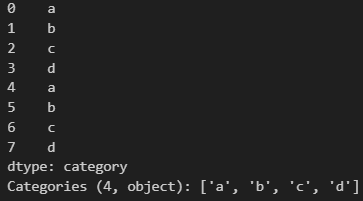 0    a
1    b
2    c
3    d
4    a
5    b
6    c
7    d
dtype: category
Categories (4, object): ['a', 'b', 'c', 'd']